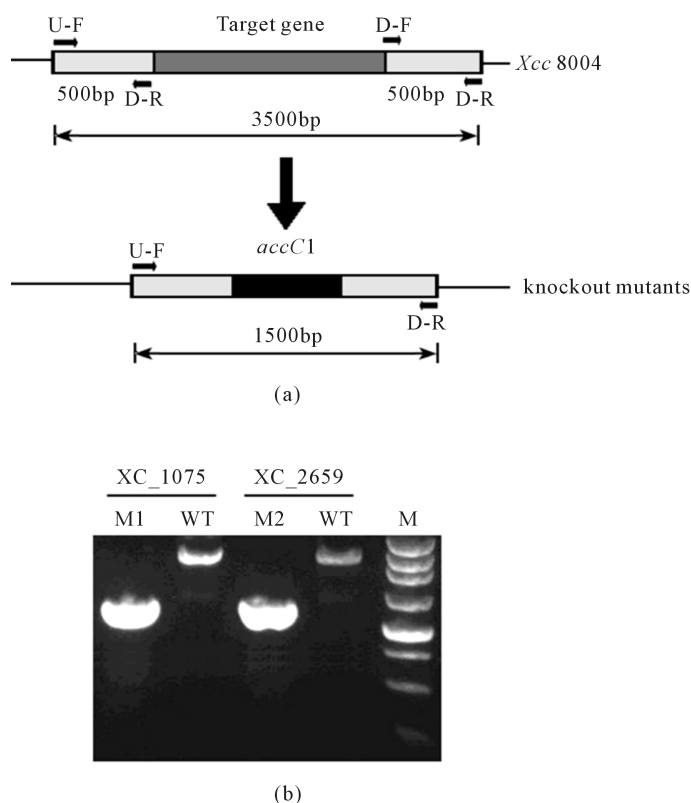 U-F Target gene D-F
Xcc 8004
500bp D-R 500bp D-R
3500bp
accC1
U-F
knockout mutants
D-R
1500bp
(a)
XC_1075 XC_2659
M1 WT M2 WT M
(b)